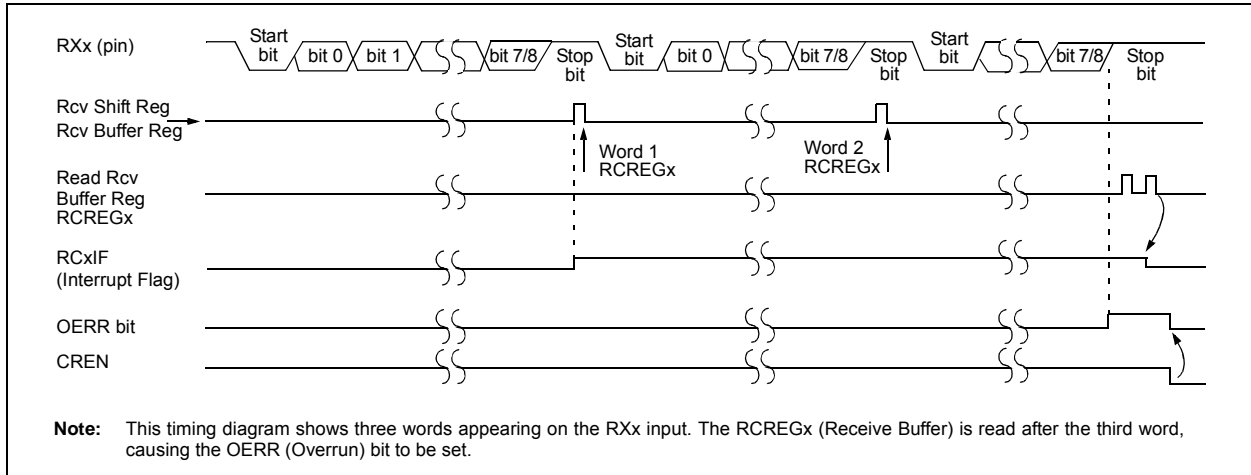 RXx (pin)
Start
bit
bit 0
bit 1
bit 7/8
Stop
bit
Start
bit
bit 0
bit 7/8
Stop
bit
Start
bit
bit 7/8
Stop
bit
Rcv Shift Reg
Rcv Buffer Reg
Word 1
RCREGx
Word 2
RCREGx
Read Rcv
Buffer Reg
RCREGx
RCxIF
(Interrupt Flag)
OERR bit
CREN
Note: This timing diagram shows three words appearing on the RXx input. The RCREGx (Receive Buffer) is read after the third word,
causing the OERR (Overrun) bit to be set.